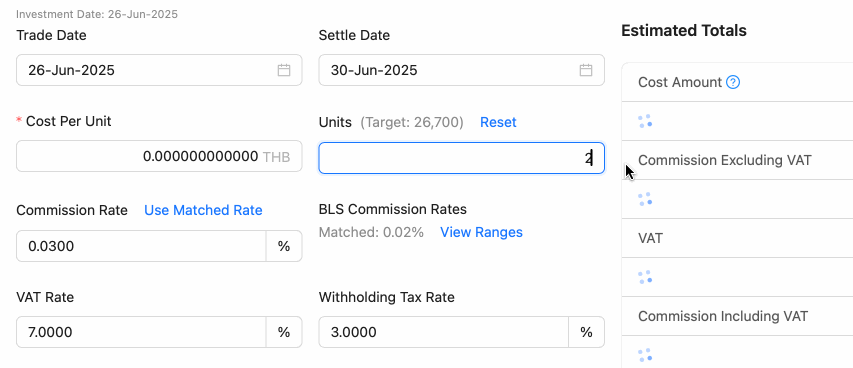 Investment Date: 26-Jun-2025
Trade Date
Settle Date
26-Jun-2025
30-Jun-2025
* Cost Per Unit
Units (Target: 26,700) Reset
0.000000000000 THB
2
Commission Rate Use Matched Rate
BLS Commission Rates
Matched: 0.02% View Ranges
0.0300 %
VAT Rate
Withholding Tax Rate
7.0000 %
3.0000 %
Estimated Totals
Cost Amount ?
Commission Excluding VAT
VAT
Commission Including VAT